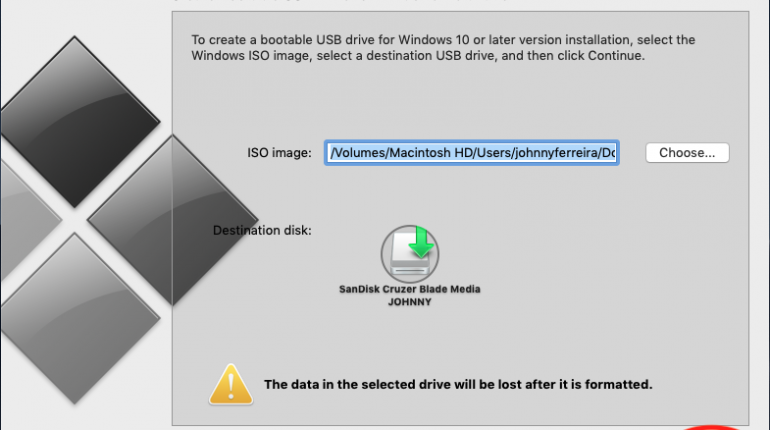 To create a bootable USB drive for Windows 10 or later version installation, select the
Windows ISO image, select a destination USB drive, and then click Continue.
ISO image:
/Volumes/Macintosh HD/Users/johnnyferreira/Do
Choose...
Destination disk:
SanDisk Cruzer Blade Media
JOHNNY
The data in the selected drive will be lost after it is formatted.